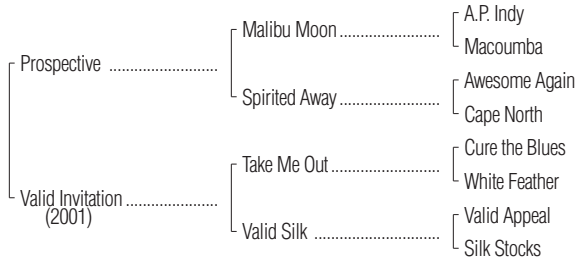 A.P. Indy
Malibu Moon
Macoumba
Prospective
Awesome Again
Spirited Away
Cape North
Cure the Blues
Take Me Out
White Feather
Valid Invitation
(2001)
Valid Appeal
Valid Silk
Silk Stocks